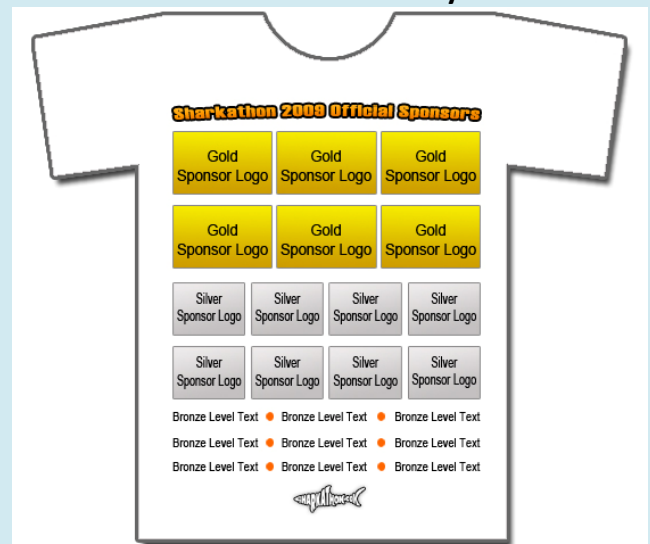 y
Sharkathon 2009 Official Sponsors
Gold Gold Gold
Sponsor Logo Sponsor Logo Sponsor Logo
Gold Gold Gold
Sponsor Logo Sponsor Logo Sponsor Logo
Silver Silver Silver Silver
Sponsor Logo Sponsor Logo Sponsor Logo Sponsor Logo
Silver Silver Silver Silver
Sponsor Logo Sponsor Logo Sponsor Logo Sponsor Logo
Bronze Level Text • Bronze Level Text • Bronze Level Text
Bronze Level Text • Bronze Level Text • Bronze Level Text
Bronze Level Text • Bronze Level Text • Bronze Level Text
SHARKATHON